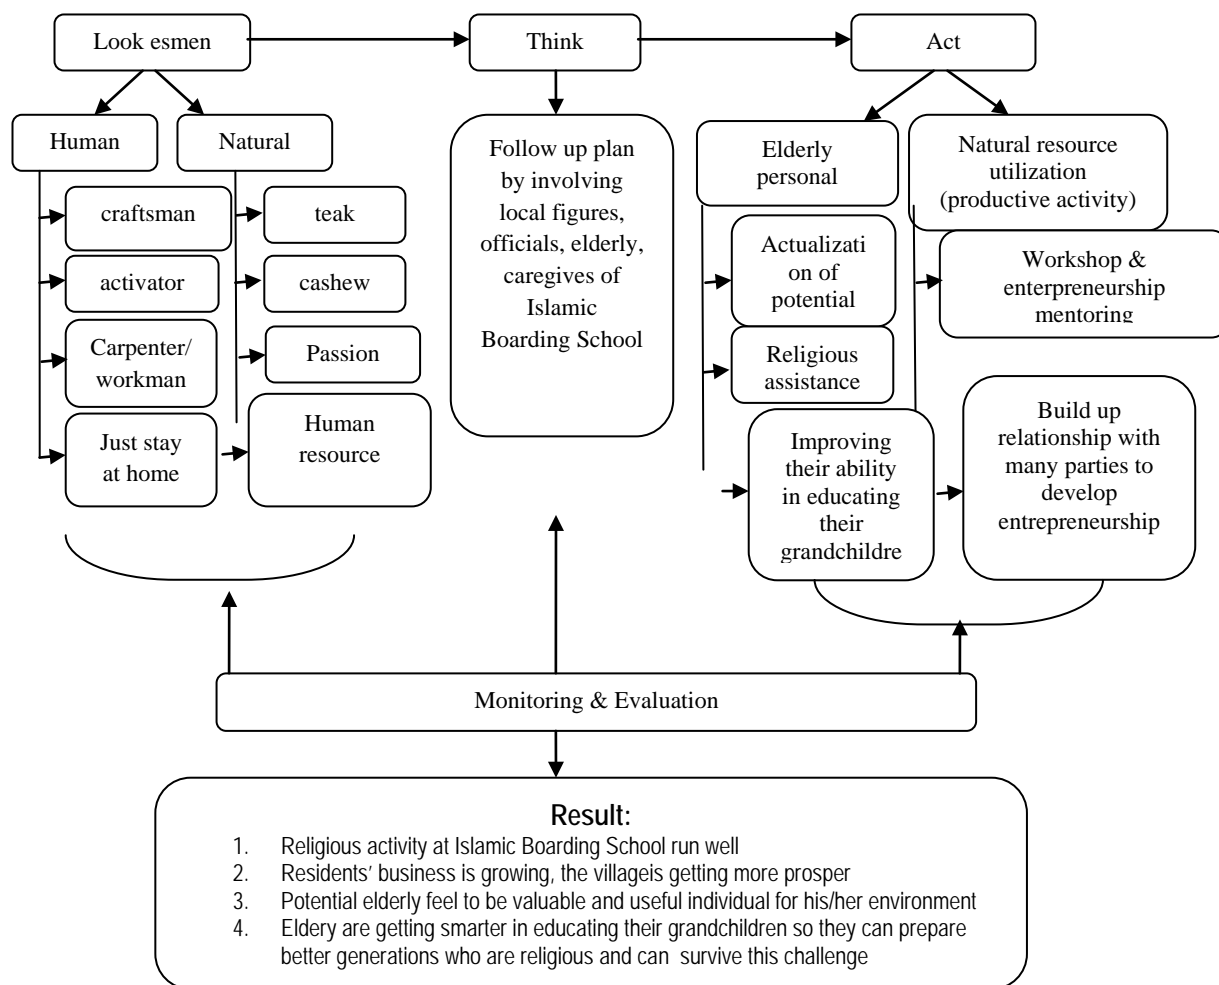 Look esmen
Think
Act
Human
Natural
craftsman
activator
Carpenter/
workman
Just stay
at home
teak
cashew
Passion
Human
resource
Follow up plan
by involving
local figures,
officials, elderly,
caregives of
Islamic
Boarding School
Elderly
personal
Actualizati
on of
potential
Religious
assistance
Improving
their ability
in educating
their
grandchildre
Natural resource
utilization
(productive activity)
Workshop &
enterpreneurship
mentoring
Build up
relationship with
many parties to
develop
entrepreneurship
Monitoring & Evaluation
Result:
1. Religious activity at Islamic Boarding School run well
2. Residents' business is growing, the villageis getting more prosper
3. Potential elderly feel to be valuable and useful individual for his/her environment
4. Eldery are getting smarter in educating their grandchildren so they can prepare
better generations who are religious and can survive this challenge